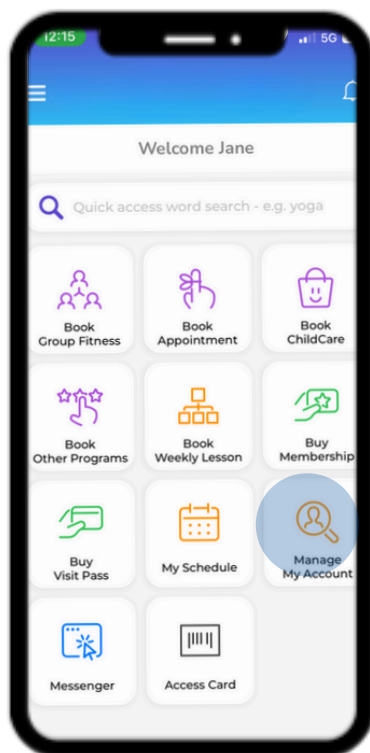 12:15
5G
Welcome Jane
Quick access word search - e.g. yoga
Book
Group Fitness
Book
Appointment
Book
ChildCare
Book
Other Programs
Book
Weekly Lesson
Buy
Membership
Buy
Visit Pass
My Schedule
Manage
My Account
Messenger
Access Card